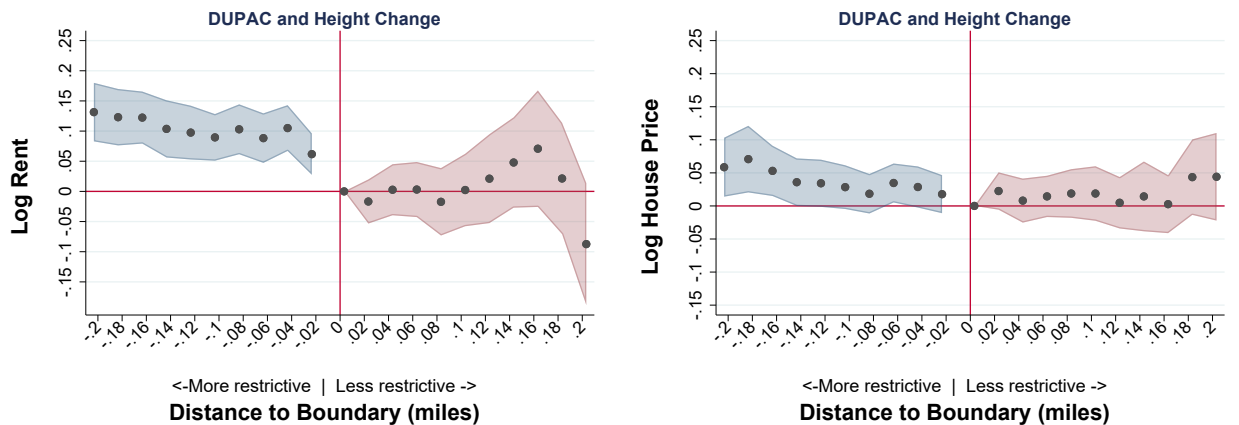 DUPAC and Height Change
Log Rent
.25
.2
.15
.1
.05
0
-.05
-.1
-.15
-.2 -.18 -.16 -.14 -.12 -.1 -.08 -.06 -.04 -.02 0 .02 .04 .06 .08 .1 .12 .14 .16 .18 .2
<-More restrictive | Less restrictive ->
Distance to Boundary (miles)
DUPAC and Height Change
Log House Price
.25
.2
.15
.1
.05
0
-.05
-.1
-.15
-.2 -.18 -.16 -.14 -.12 -.1 -.08 -.06 -.04 -.02 0 .02 .04 .06 .08 .1 .12 .14 .16 .18 .2
<-More restrictive | Less restrictive ->
Distance to Boundary (miles)